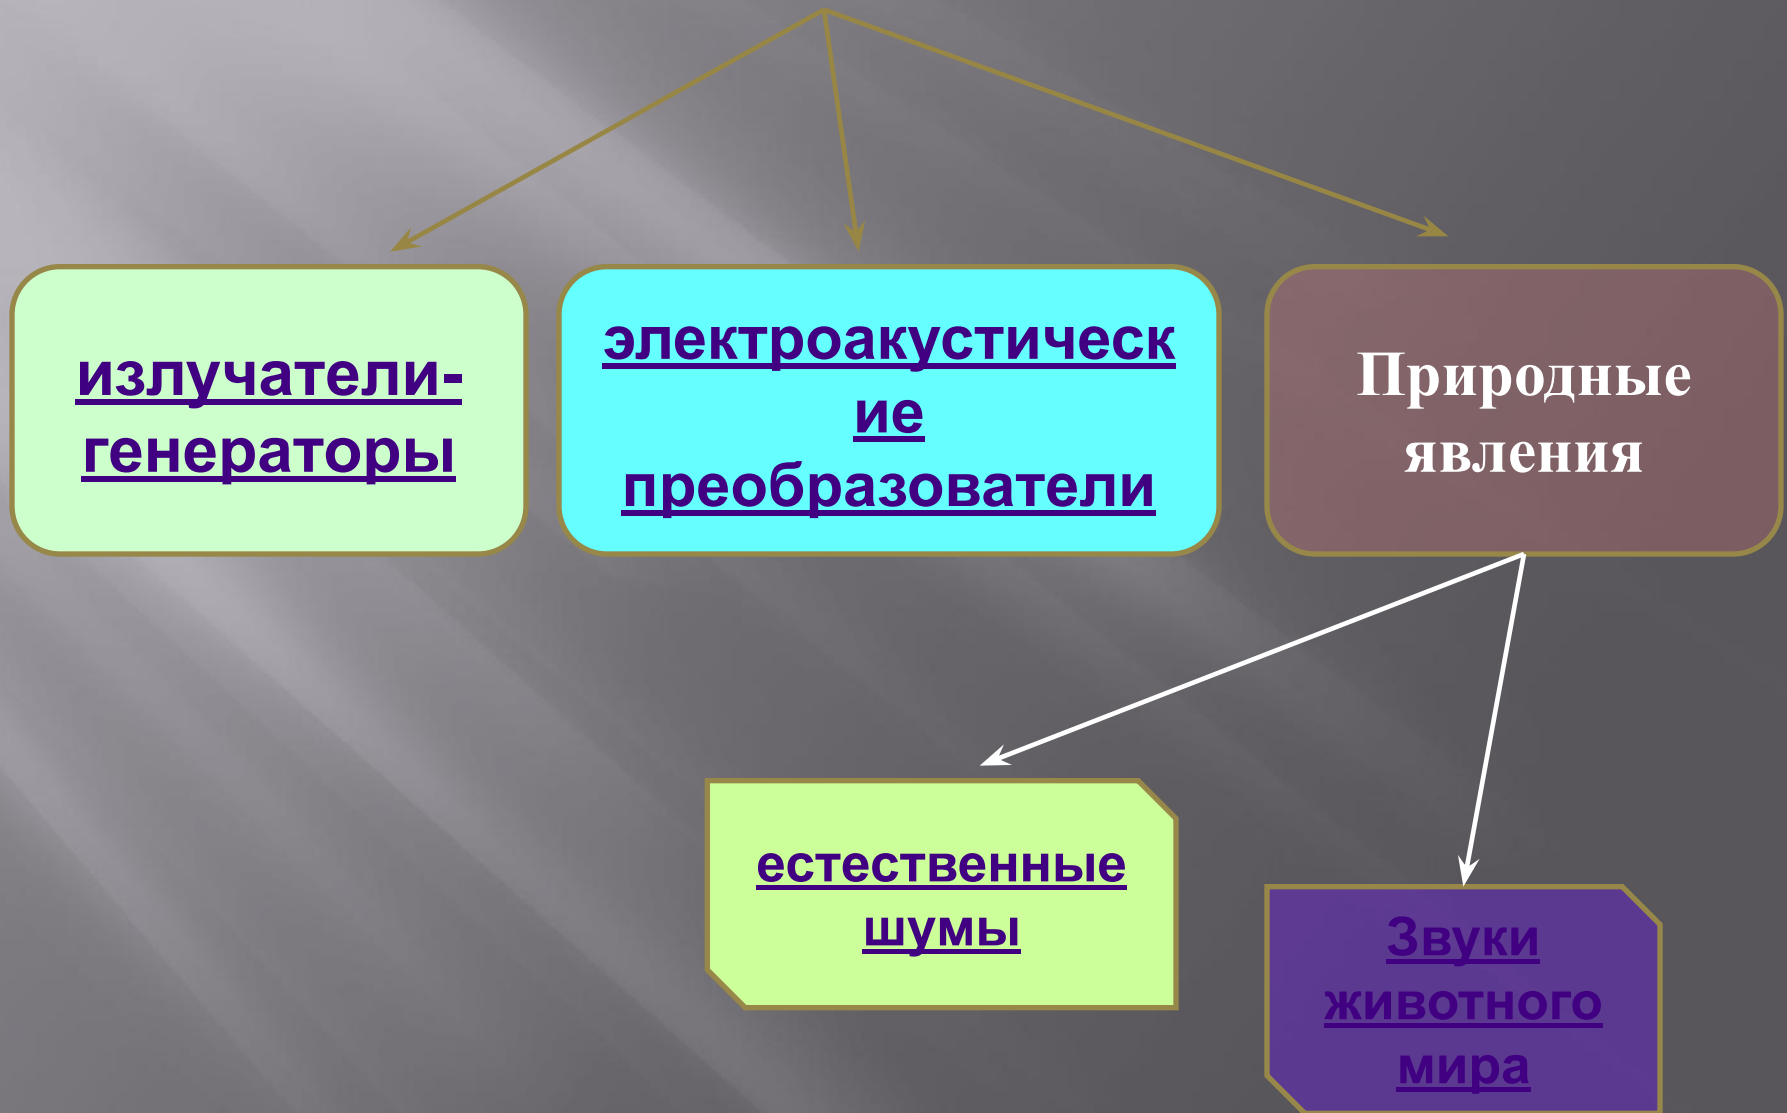 излучатели-
генераторы
электроакустическ
ие
преобразователи
Природные
явления
естественные
шумы
Звуки
животного
мира